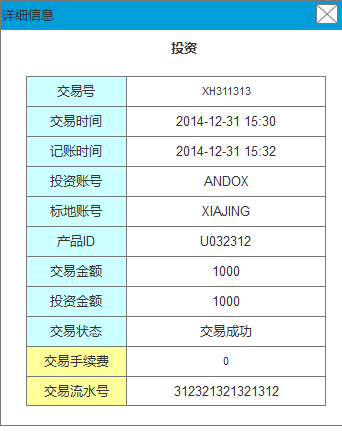 详细信息
投资
交易号 XH311313
交易时间 2014-12-31 15:30
记账时间 2014-12-31 15:32
投资账号 ANDOX
标地账号 XIAJING
产品ID U032312
交易金额 1000
投资金额 1000
交易状态 交易成功
交易手续费 0
交易流水号 312321321321312